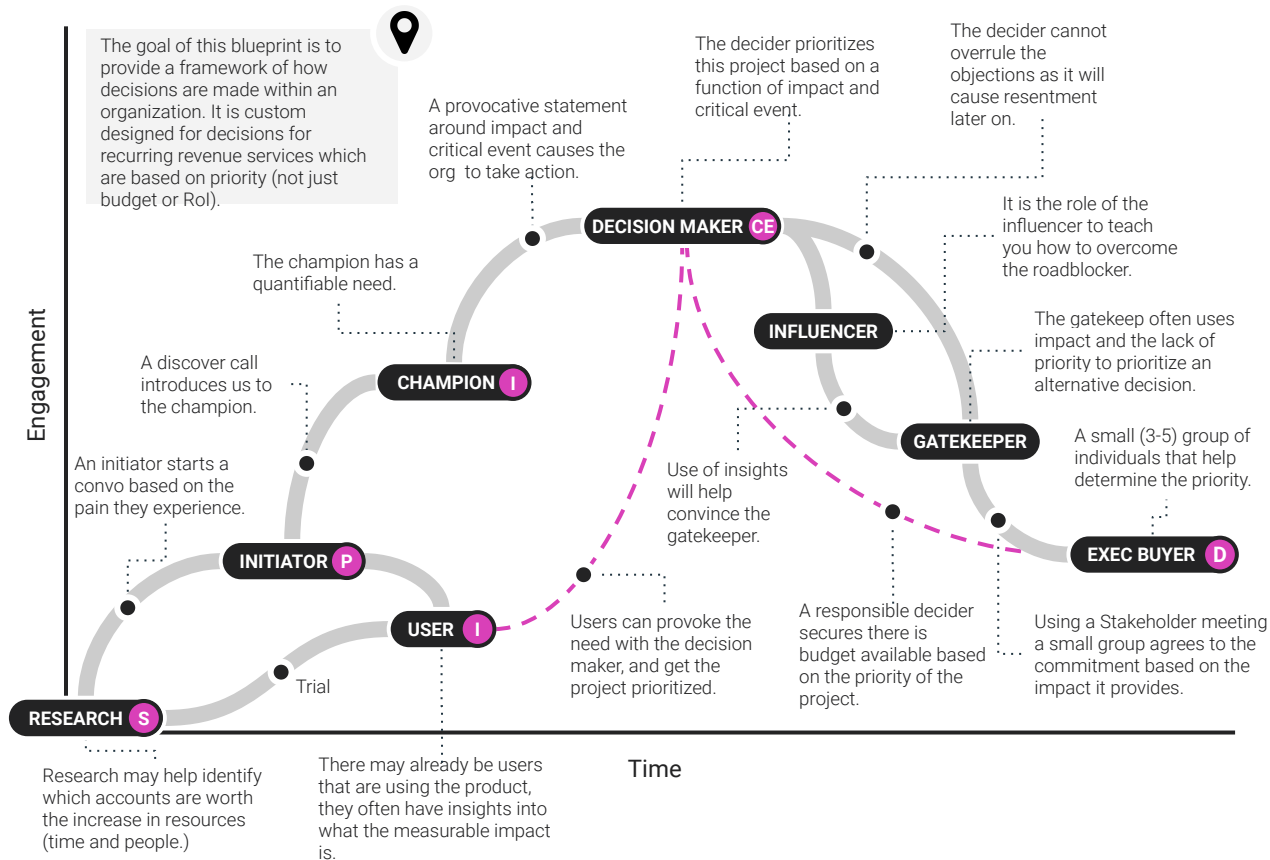 The goal of this blueprint is to
provide a framework of how
decisions are made within an
organization. It is custom
designed for decisions for
recurring revenue services which
are based on priority (not just
budget or RoI).
A provocative statement
around impact and
critical event causes the
org to take action.
The decider prioritizes
this project based on a
function of impact and
critical event.
The decider cannot
overrule the
objections as it will
cause resentment
later on.
DECISION MAKER CE
It is the role of the
influencer to teach
you how to overcome
the roadblocker.
The champion has a
quantifiable need.
INFLUENCER
The gatekeep often uses
impact and the lack of
priority to prioritize an
alternative decision.
Engagement
A discover call
introduces us to
the champion.
CHAMPION I
GATEKEEPER
A small (3-5) group of
individuals that help
determine the priority.
An initiator starts a
convo based on the
pain they experience.
Use of insights
will help
convince the
gatekeeper.
INITIATOR P
EXEC BUYER D
USER I
Users can provoke the
need with the decision
maker, and get the
project prioritized.
A responsible decider
secures there is
budget available based
on the priority of the
project.
Using a Stakeholder meeting
a small group agrees to the
commitment based on the
impact it provides.
Trial
RESEARCH S
Time
Research may help identify
which accounts are worth
the increase in resources
(time and people.)
There may already be users
that are using the product,
they often have insights into
what the measurable impact
is.